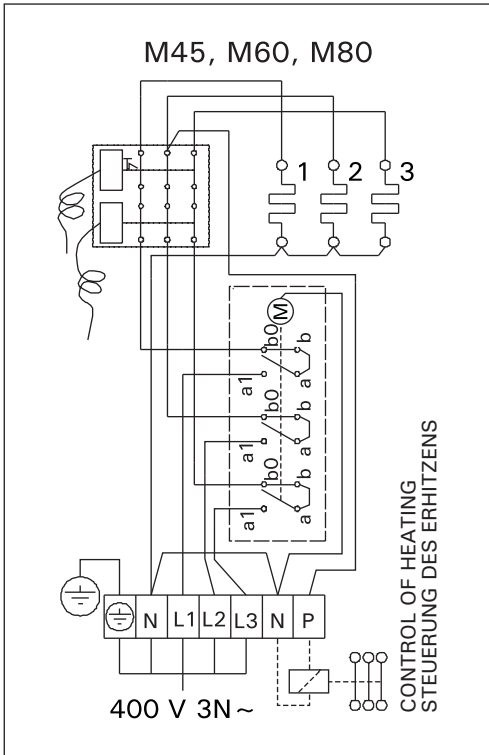 M45, M60, M80
1 2 3
M
b0 b
a1 a
b0 b
a1 a
b0 b
a1 a
CONTROL OF HEATING
STEUERUNG DES ERHITZENS
N L1 L2 L3 N P
400 V 3N~